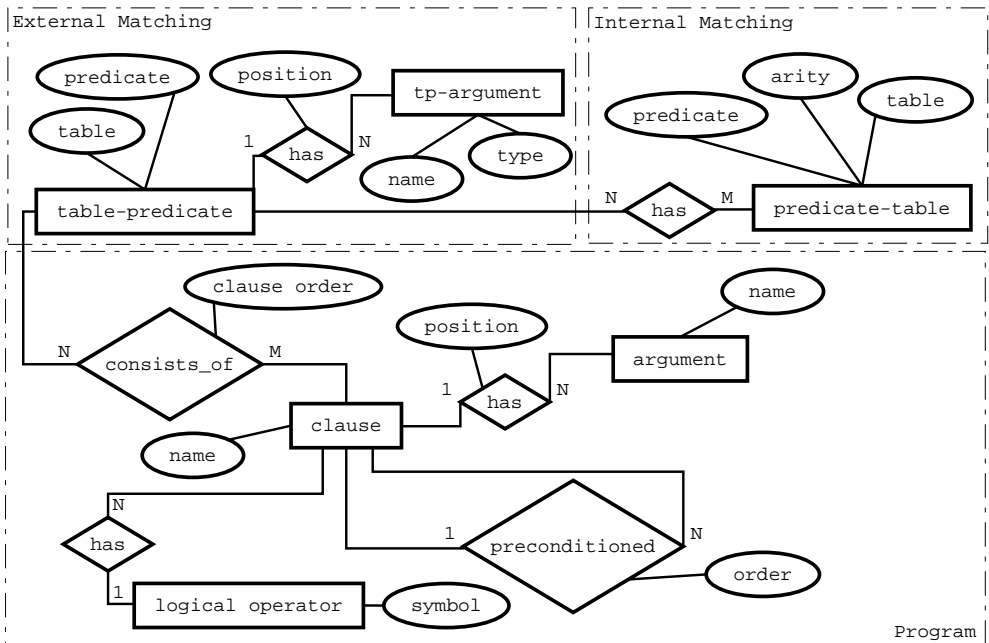 External Matching
Internal Matching
predicate
position
tp-argument
arity
table
predicate
table
1
has
N
type
name
table-predicate
N
has
M
predicate-table
clause order
name
position
N
consists_of
M
argument
1
has
N
clause
name
N
has
1
preconditioned
N
order
1
logical operator
symbol
Program